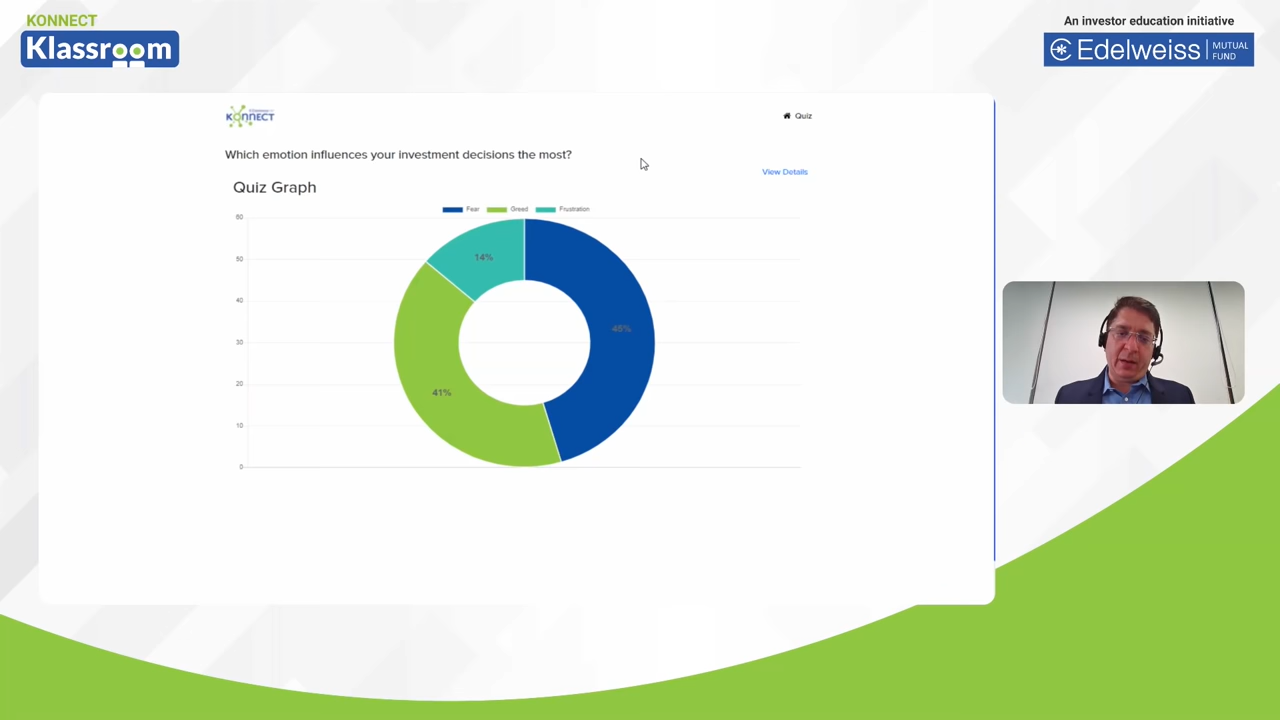 KONNECT
Klassroom
An investor education initiative
Edelweiss
MUTUAL
FUND
KONNECT
Quiz
Which emotion influences your investment decisions the most?
View Details
Quiz Graph
Fear
Greed
Frustration
60
50
40
30
20
10
0
14%
41%